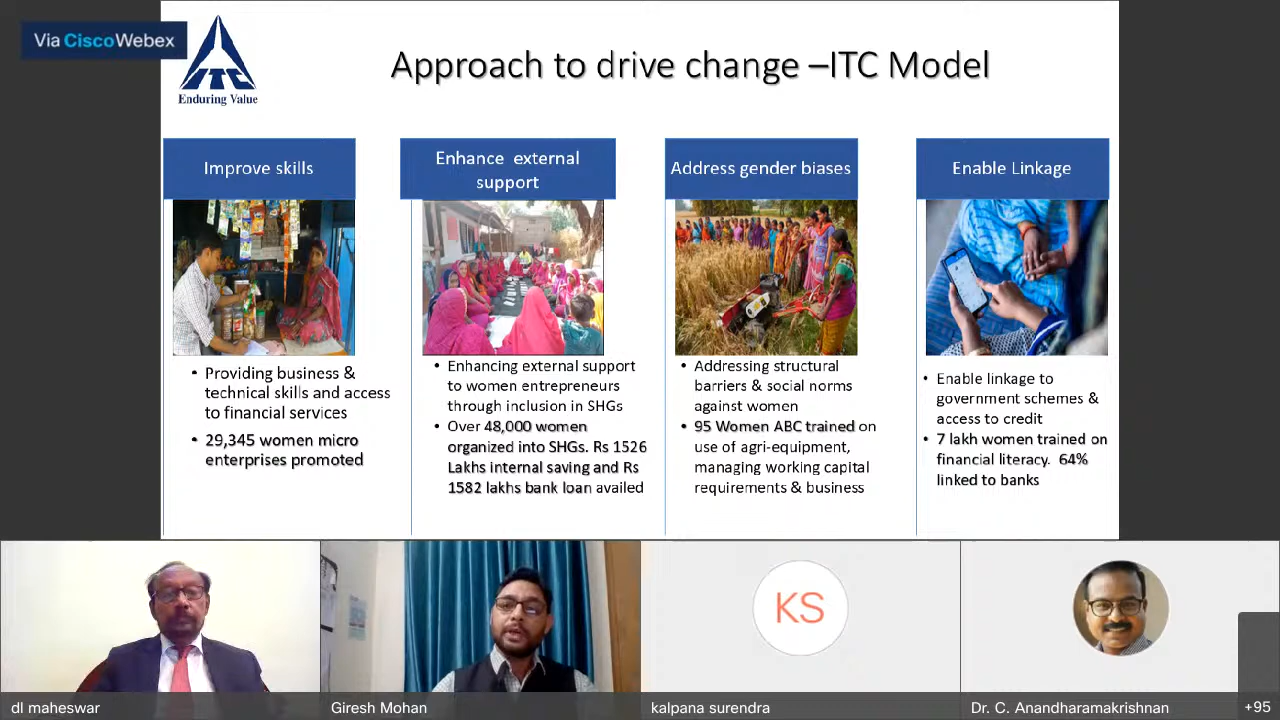 Via CiscoWebex
ITC
Enduring Value
Approach to drive change –ITC Model
Improve skills
• Providing business &
technical skills and access
to financial services
• 29,345 women micro
enterprises promoted
Enhance external
support
• Enhancing external support
to women entrepreneurs
through inclusion in SHGs
• Over 48,000 women
organized into SHGs. Rs 1526
Lakhs internal saving and Rs
1582 lakhs bank loan availed
Address gender biases
• Addressing structural
barriers & social norms
against women
• 95 Women ABC trained on
use of agri-equipment,
managing working capital
requirements & business
Enable Linkage
• Enable linkage to
government schemes &
access to credit
• 7 lakh women trained on
financial literacy. 64%
linked to banks
dl maheswar
Giresh Mohan
KS
kalpana surendra
Dr. C. Anandharamakrishnan
+95